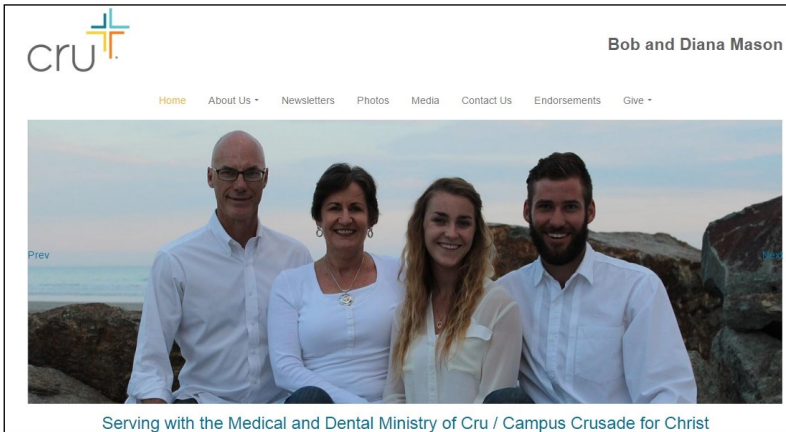 cru
Bob and Diana Mason
Home About Us Newsletters Photos Media Contact Us Endorsements Give
Prev Next
Serving with the Medical and Dental Ministry of Cru / Campus Crusade for Christ